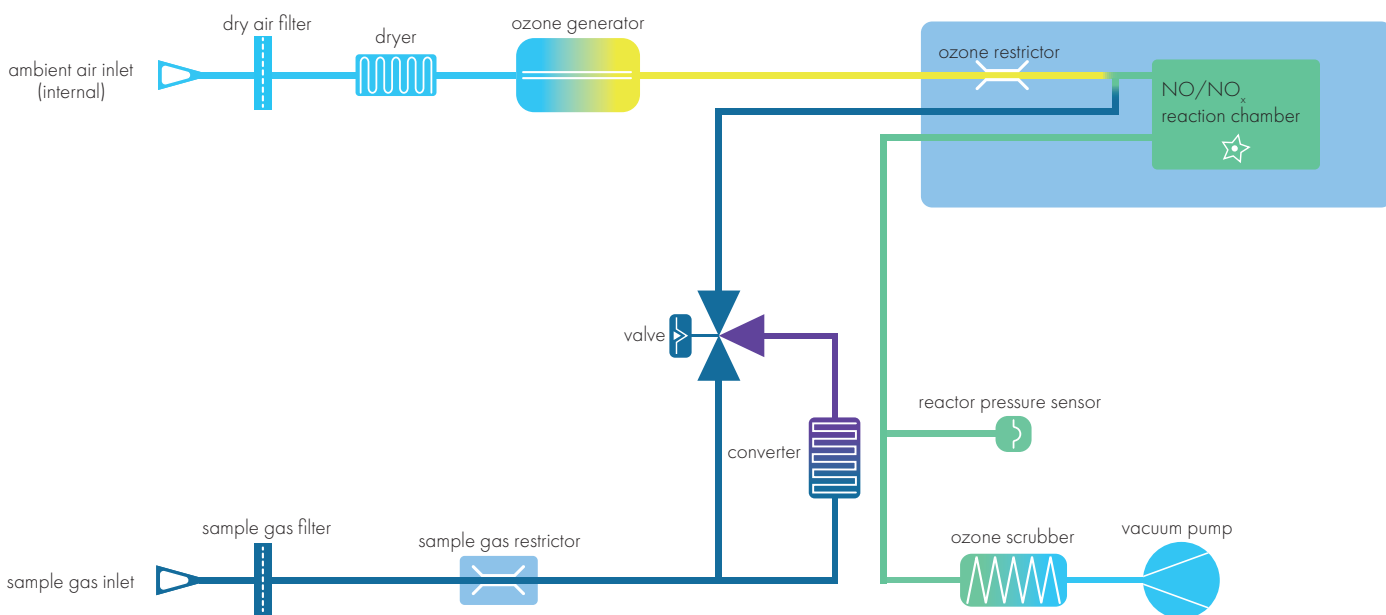 dry air filter
dryer
ozone generator
ozone restrictor
ambient air inlet
(internal)
NO/NOx
reaction chamber
valve
reactor pressure sensor
converter
sample gas filter
sample gas restrictor
ozone scrubber
vacuum pump
sample gas inlet